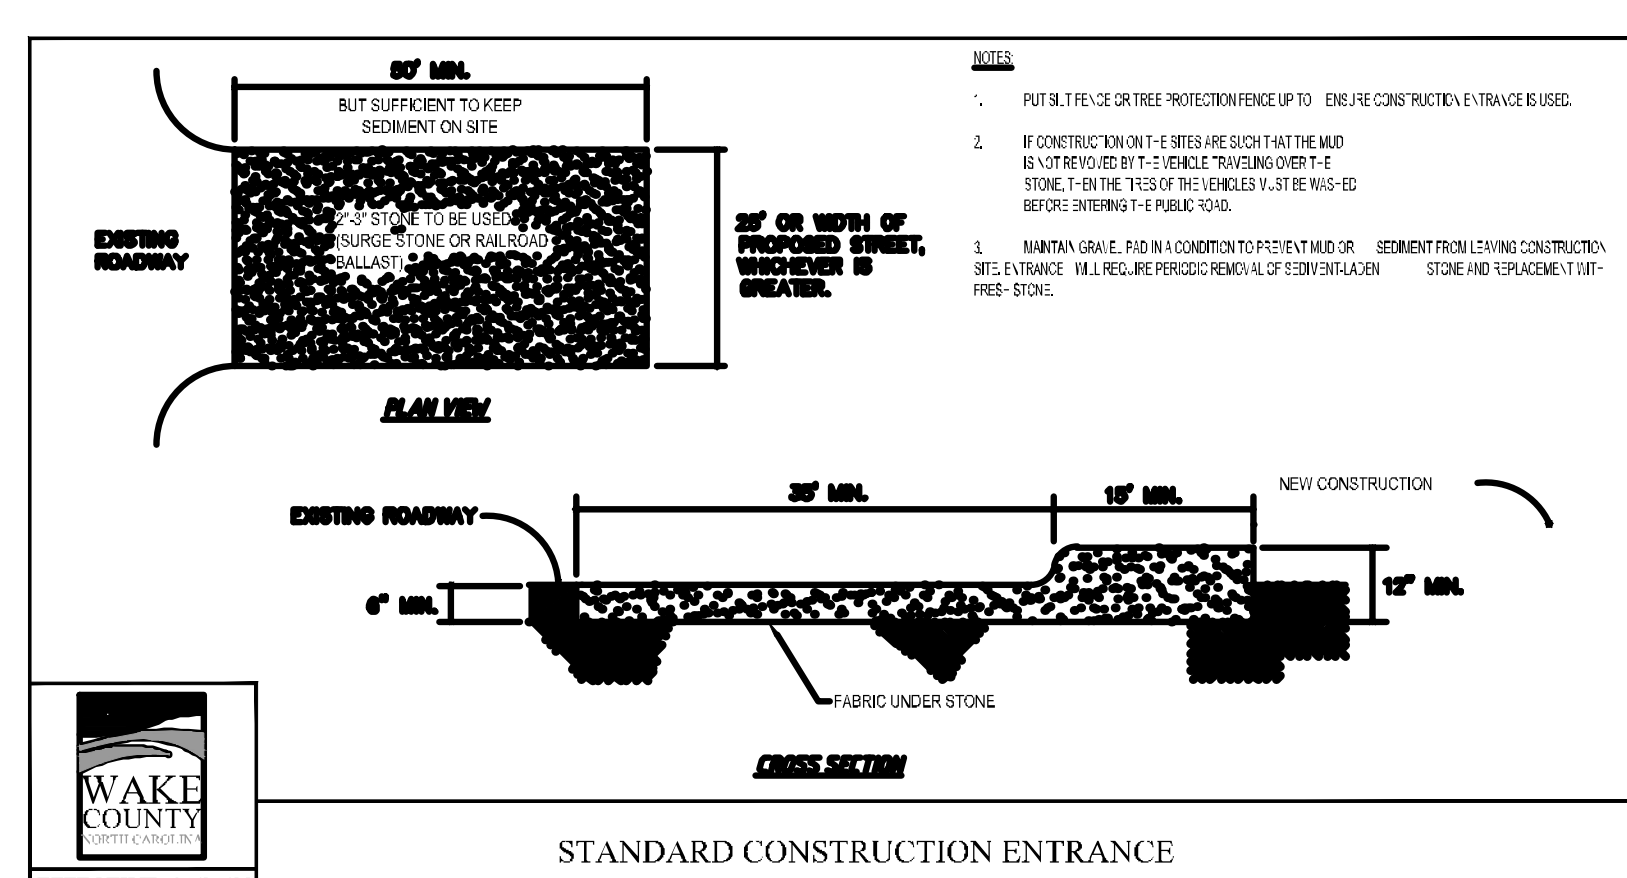 50' MIN.
BUT SUFFICIENT TO KEEP
SEDIMENT ON SITE
2"-3" STONE TO BE USED
(SURGE STONE OR RAILROAD
BALLAST)
EXISTING
ROADWAY
25' OR WIDTH OF
PROPOSED STREET,
WHICHEVER IS
GREATER.
PLAN VIEW
NOTES:
1. PUT SILT FENCE OR TREE PROTECTION FENCE UP TO ENSURE CONSTRUCTION ENTRANCE IS USED.
2. IF CONSTRUCTION ON THE SITES ARE SUCH THAT THE MUD
IS NOT REMOVED BY THE VEHICLE TRAVELING OVER THE
STONE, THEN THE TIRES OF THE VEHICLES MUST BE WASHED
BEFORE ENTERING THE PUBLIC ROAD.
3. MAINTAIN GRAVEL PAD IN A CONDITION TO PREVENT MUD OR SEDIMENT FROM LEAVING CONSTRUCTION
SITE. ENTRANCE WILL REQUIRE PERIODIC REMOVAL OF SEDIMENT-LADEN STONE AND REPLACEMENT WITH
FRESH STONE.
35' MIN.
15' MIN.
NEW CONSTRUCTION
EXISTING ROADWAY
6" MIN.
12" MIN.
FABRIC UNDER STONE
CROSS SECTION
WAKE
COUNTY
NORTH CAROLINA
STANDARD CONSTRUCTION ENTRANCE